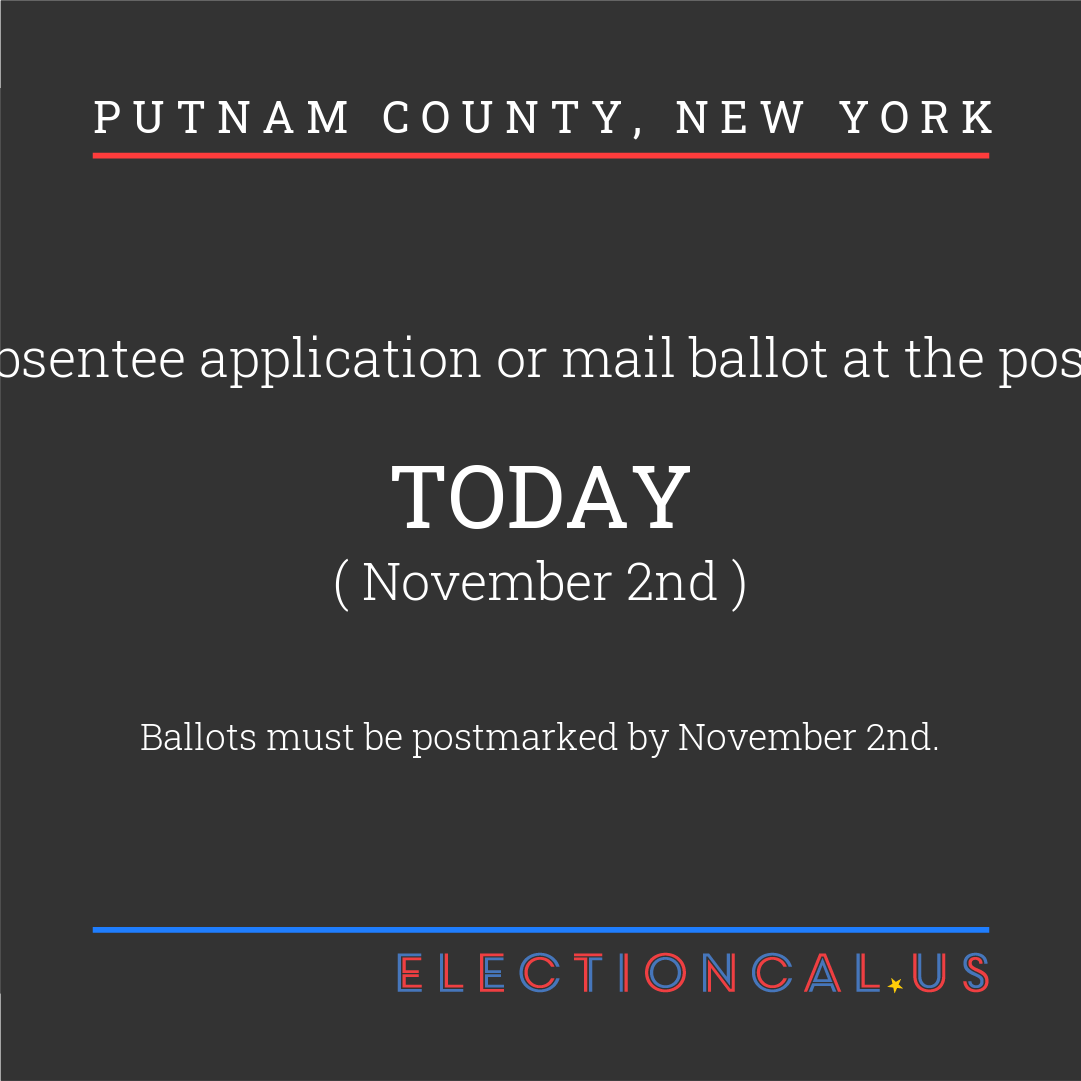 PUTNAM COUNTY, NEW YORK
bsentee application or mail ballot at the pos
TODAY
( November 2nd )
Ballots must be postmarked by November 2nd.
ELECTIONCAL.US